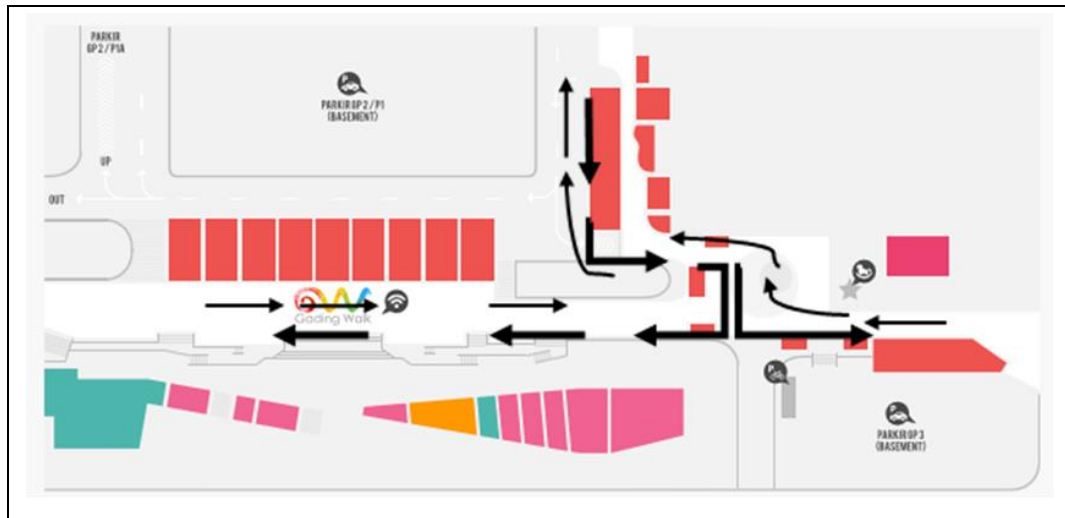 PARKIR
GP 2 / P1A
P
PARKIR GP 2 / P1
(BASEMENT)
UP
OUT
Gading Walk
P
P
PARKIR GP 3
(BASEMENT)